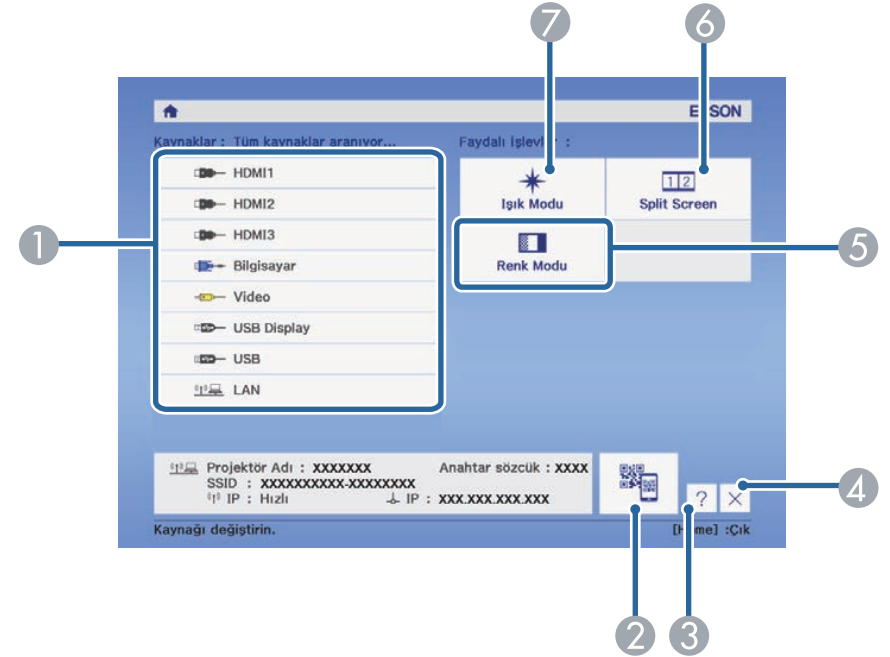 7 6
EPSON
Kaynaklar : Tüm kaynaklar aranıyor... Faydalı İşlevler :
HDMI1
HDMI2
HDMI3
Bilgisayar
Video
USB Display
USB
LAN
Işık Modu
1 2
Split Screen
Renk Modu
1
5
Projektör Adı : XXXXXXX Anahtar sözcük : XXXX
SSID : XXXXXXXXXX-XXXXXXXX
IP : Hızlı IP : XXX.XXX.XXX.XXX
? ×
4
Kaynağı değiştirin. [Home] :Çık
2 3